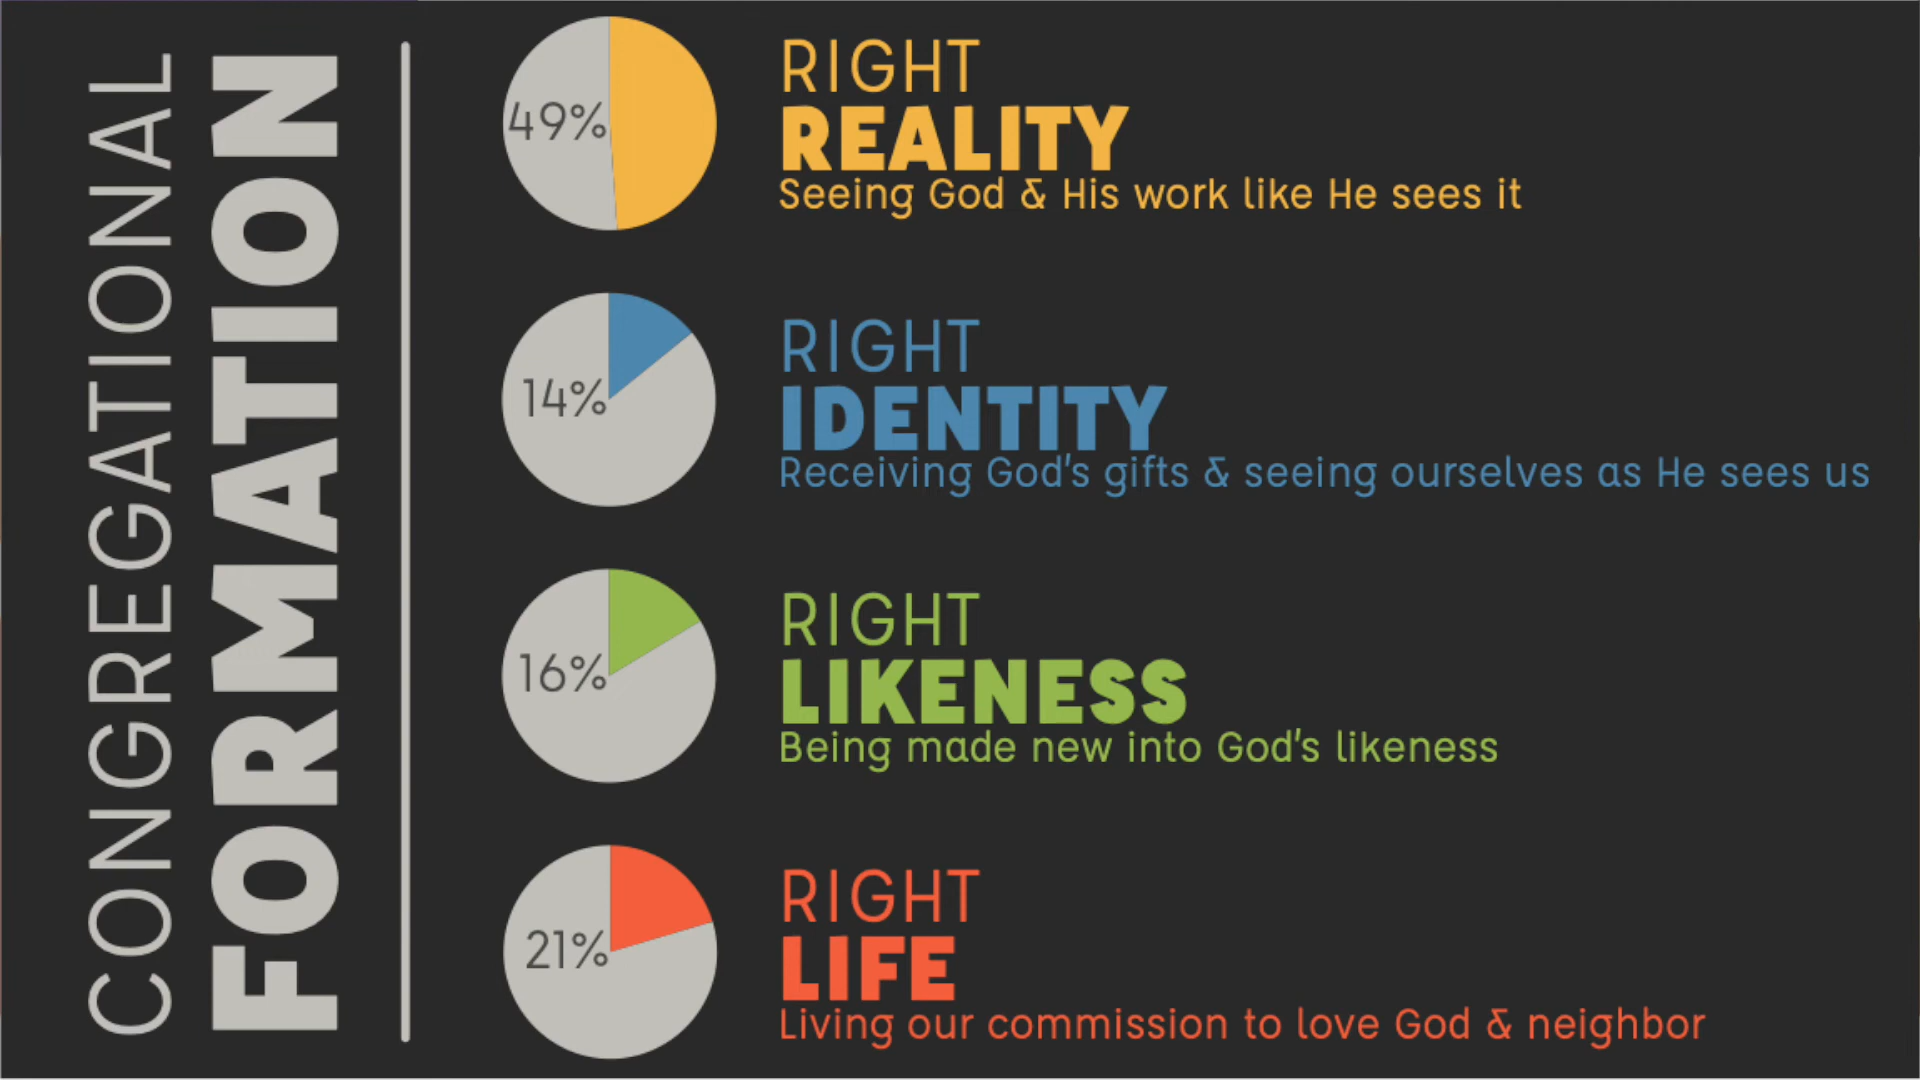 CONGREGATIONAL
FORMATION
49%
RIGHT
REALITY
Seeing God & His work like He sees it
14%
RIGHT
IDENTITY
Receiving God's gifts & seeing ourselves as He sees us
16%
RIGHT
LIKENESS
Being made new into God's likeness
21%
RIGHT
LIFE
Living our commission to love God & neighbor